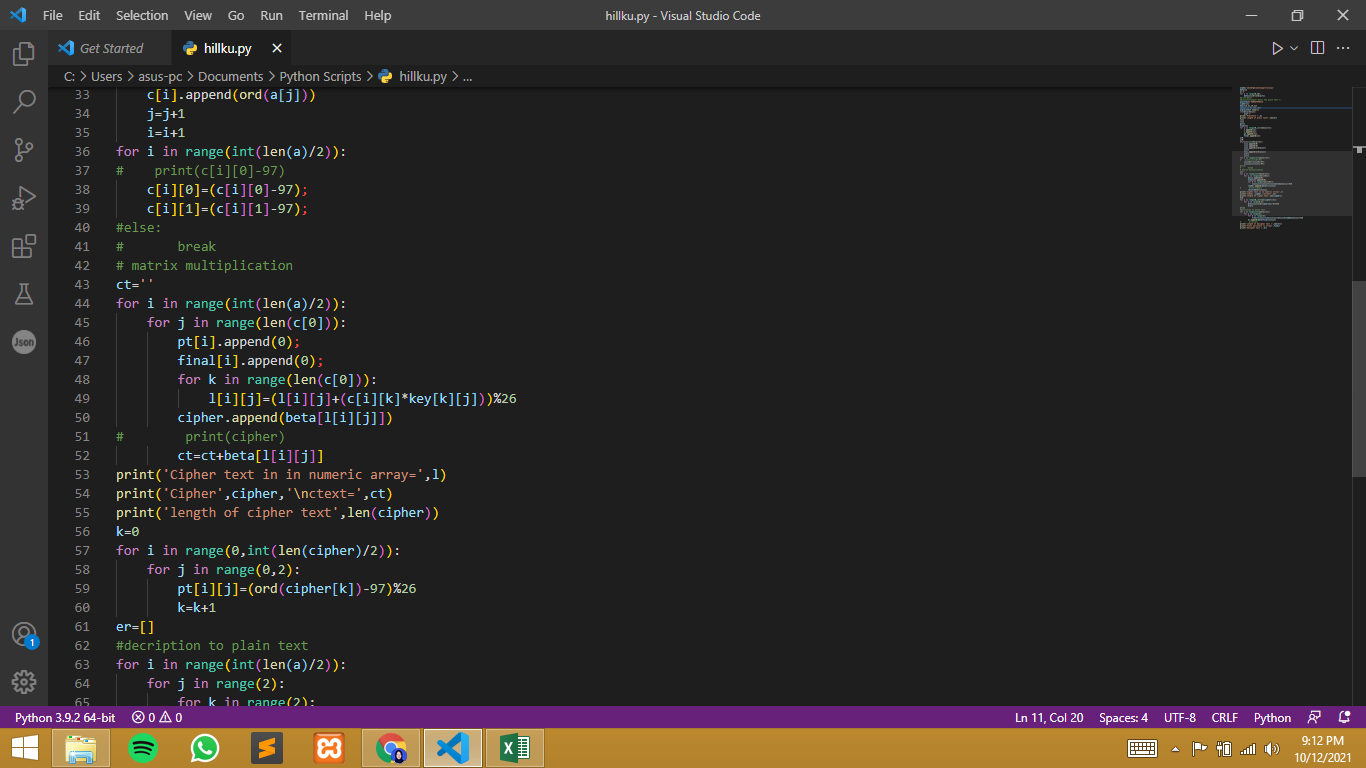 File Edit Selection View Go Run Terminal Help hillku.py - Visual Studio Code
Get Started hillku.py
C: > Users > asus-pc > Documents > Python Scripts > hillku.py > ...
33 c[i].append(ord(a[j]))
34 j=j+1
35 i=i+1
36 for i in range(int(len(a)/2)):
37 # print(c[i][0]-97)
38 c[i][0]=(c[i][0]-97);
39 c[i][1]=(c[i][1]-97);
40 #else:
41 # break
42 # matrix multiplication
43 ct=''
44 for i in range(int(len(a)/2)):
45 for j in range(len(c[0])):
46 pt[i].append(0);
47 final[i].append(0);
48 for k in range(len(c[0])):
49 l[i][j]=(l[i][j]+(c[i][k]*key[k][j]))%26
50 cipher.append(beta[l[i][j]])
51 # print(cipher)
52 ct=ct+beta[l[i][j]]
53 print('Cipher text in in numeric array=',l)
54 print('Cipher',cipher,'\nctext=',ct)
55 print('length of cipher text',len(cipher))
56 k=0
57 for i in range(0,int(len(cipher)/2)):
58 for j in range(0,2):
59 pt[i][j]=(ord(cipher[k])-97)%26
60 k=k+1
61 er=[]
62 #decription to plain text
63 for i in range(int(len(a)/2)):
64 for j in range(2):
65 for k in range(2):
Json
1
Python 3.9.2 64-bit 0 0 Ln 11, Col 20 Spaces: 4 UTF-8 CRLF Python
9:12 PM
10/12/2021